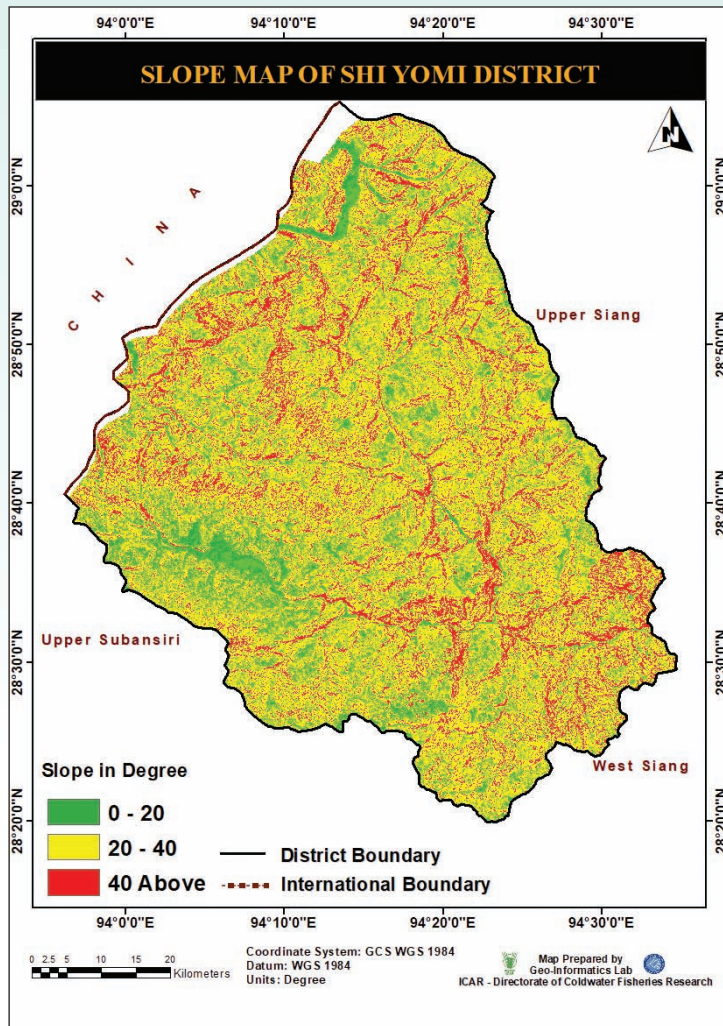 94°0'0"E 94°10'0"E 94°20'0"E 94°30'0"E
SLOPE MAP OF SHI YOMI DISTRICT
N
29°0'0"N 29°0'0"N
CHINA
Upper Siang
28°50'0"N 28°50'0"N
28°40'0"N 28°40'0"N
Upper Subansiri
28°30'0"N 28°30'0"N
West Siang
Slope in Degree
0 - 20
20 - 40
40 Above
District Boundary
International Boundary
28°20'0"N 28°20'0"N
94°0'0"E 94°10'0"E 94°20'0"E 94°30'0"E
0 2.5 5 10 15 20
Kilometers
Coordinate System: GCS WGS 1984
Datum: WGS 1984
Units: Degree
Map Prepared by
Geo-Informatics Lab
ICAR - Directorate of Coldwater Fisheries Research